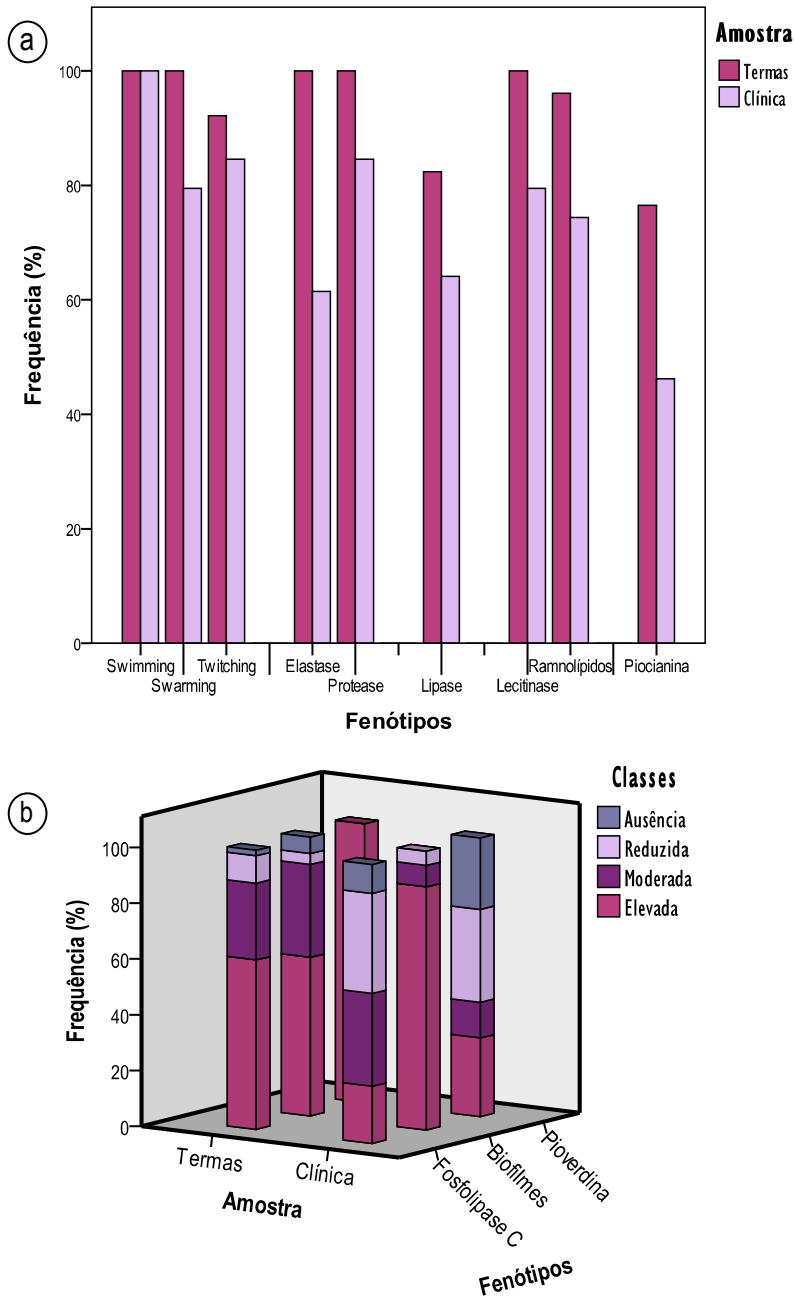 a
Amostra
Termas
Clínica
Frequência (%)
100
80
60
40
20
0
Swimming
Swarming
Twitching
Elastase
Protease
Lipase
Lecitinase
Ramnolípidos
Piocianina
Fenótipos
b
Classes
Ausência
Reduzida
Moderada
Elevada
Frequência (%)
100
80
60
40
20
0
Termas
Clínica
Amostra
Fosfolipase C
Biofilmes
Pioverdina
Fenótipos